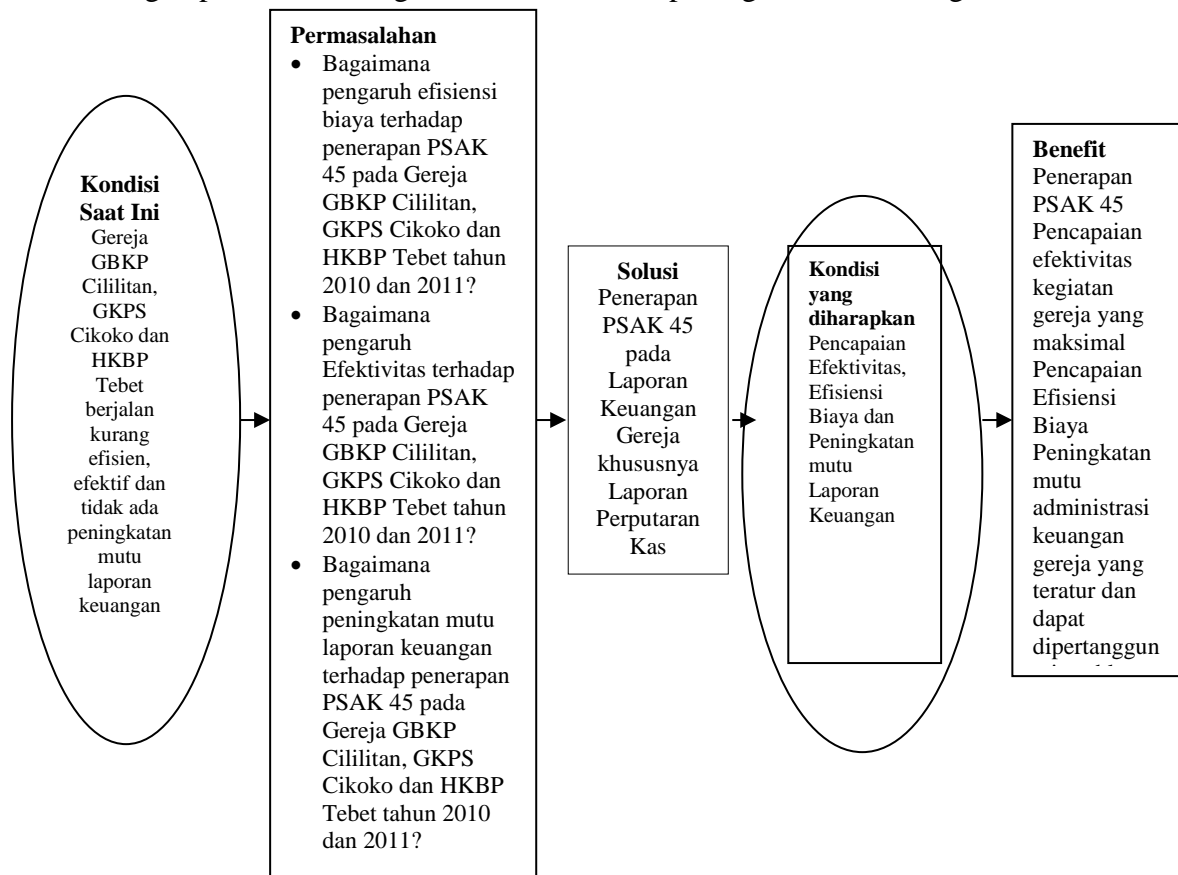 Kondisi
Saat Ini
Gereja
GBKP
Cililitan,
GKPS
Cikoko dan
HKBP
Tebet
berjalan
kurang
efisien,
efektif dan
tidak ada
peningkatan
mutu
laporan
keuangan
Permasalahan
• Bagaimana
pengaruh efisiensi
biaya terhadap
penerapan PSAK
45 pada Gereja
GBKP Cililitan,
GKPS Cikoko dan
HKBP Tebet tahun
2010 dan 2011?
• Bagaimana
pengaruh
Efektivitas terhadap
penerapan PSAK
45 pada Gereja
GBKP Cililitan,
GKPS Cikoko dan
HKBP Tebet tahun
2010 dan 2011?
• Bagaimana
pengaruh
peningkatan mutu
laporan keuangan
terhadap penerapan
PSAK 45 pada
Gereja GBKP
Cililitan, GKPS
Cikoko dan HKBP
Tebet tahun 2010
dan 2011?
Solusi
Penerapan
PSAK 45
pada
Laporan
Keuangan
Gereja
khususnya
Laporan
Perputaran
Kas
Kondisi
yang
diharapkan
Pencapaian
Efektivitas,
Efisiensi
Biaya dan
Peningkatan
mutu
Laporan
Keuangan
Benefit
Penerapan
PSAK 45
Pencapaian
efektivitas
kegiatan
gereja yang
maksimal
Pencapaian
Efisiensi
Biaya
Peningkatan
mutu
administrasi
keuangan
gereja yang
teratur dan
dapat
dipertanggun